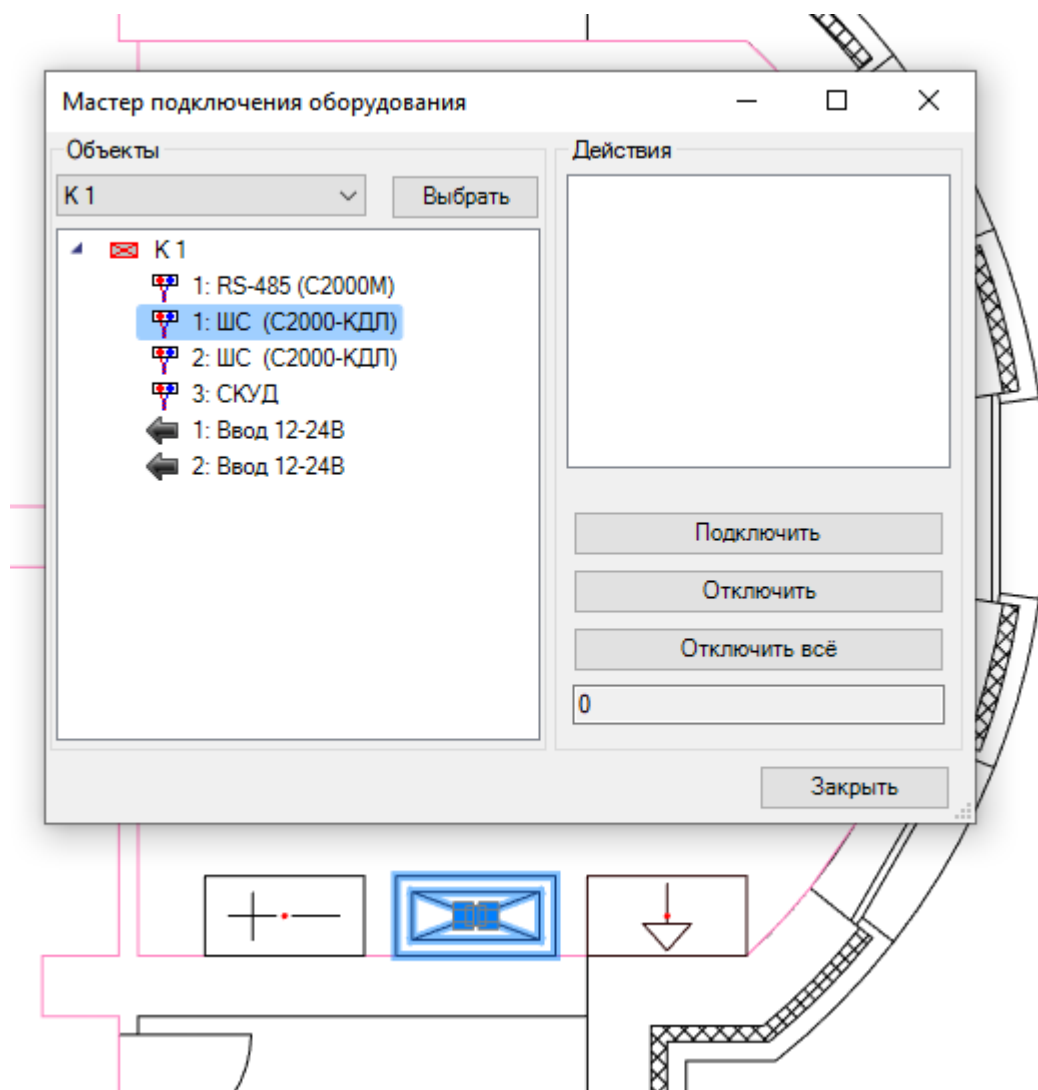 Мастер подключения оборудования
Объекты
Действия
К 1
Выбрать
К 1
1: RS-485 (С2000М)
1: ШС  (С2000-КДЛ)
2: ШС  (С2000-КДЛ)
3: СКУД
1: Ввод 12-24В
2: Ввод 12-24В
Подключить
Отключить
Отключить всё
0
Закрыть